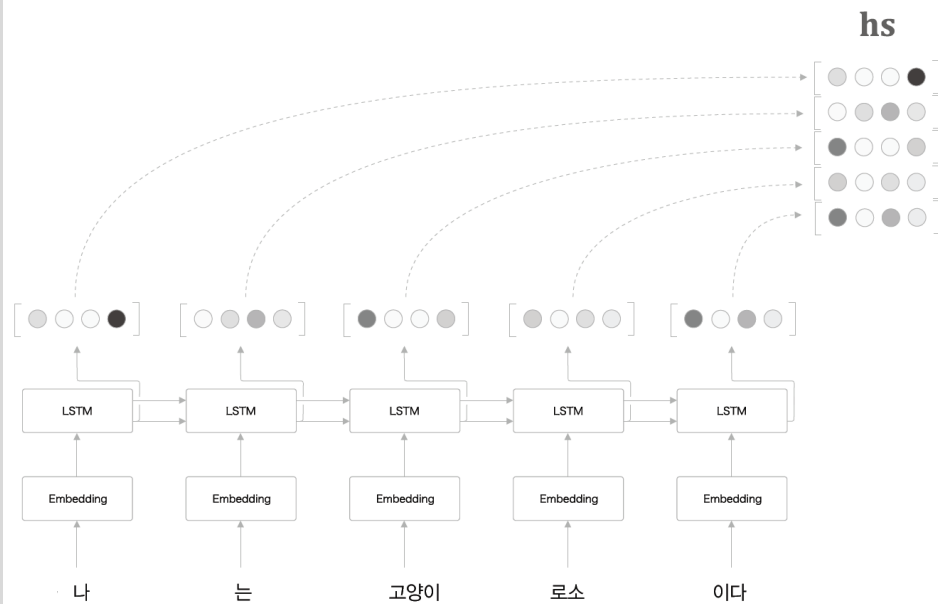 hs
LSTM LSTM LSTM LSTM LSTM
Embedding Embedding Embedding Embedding Embedding
나 는 고양이 로소 이다